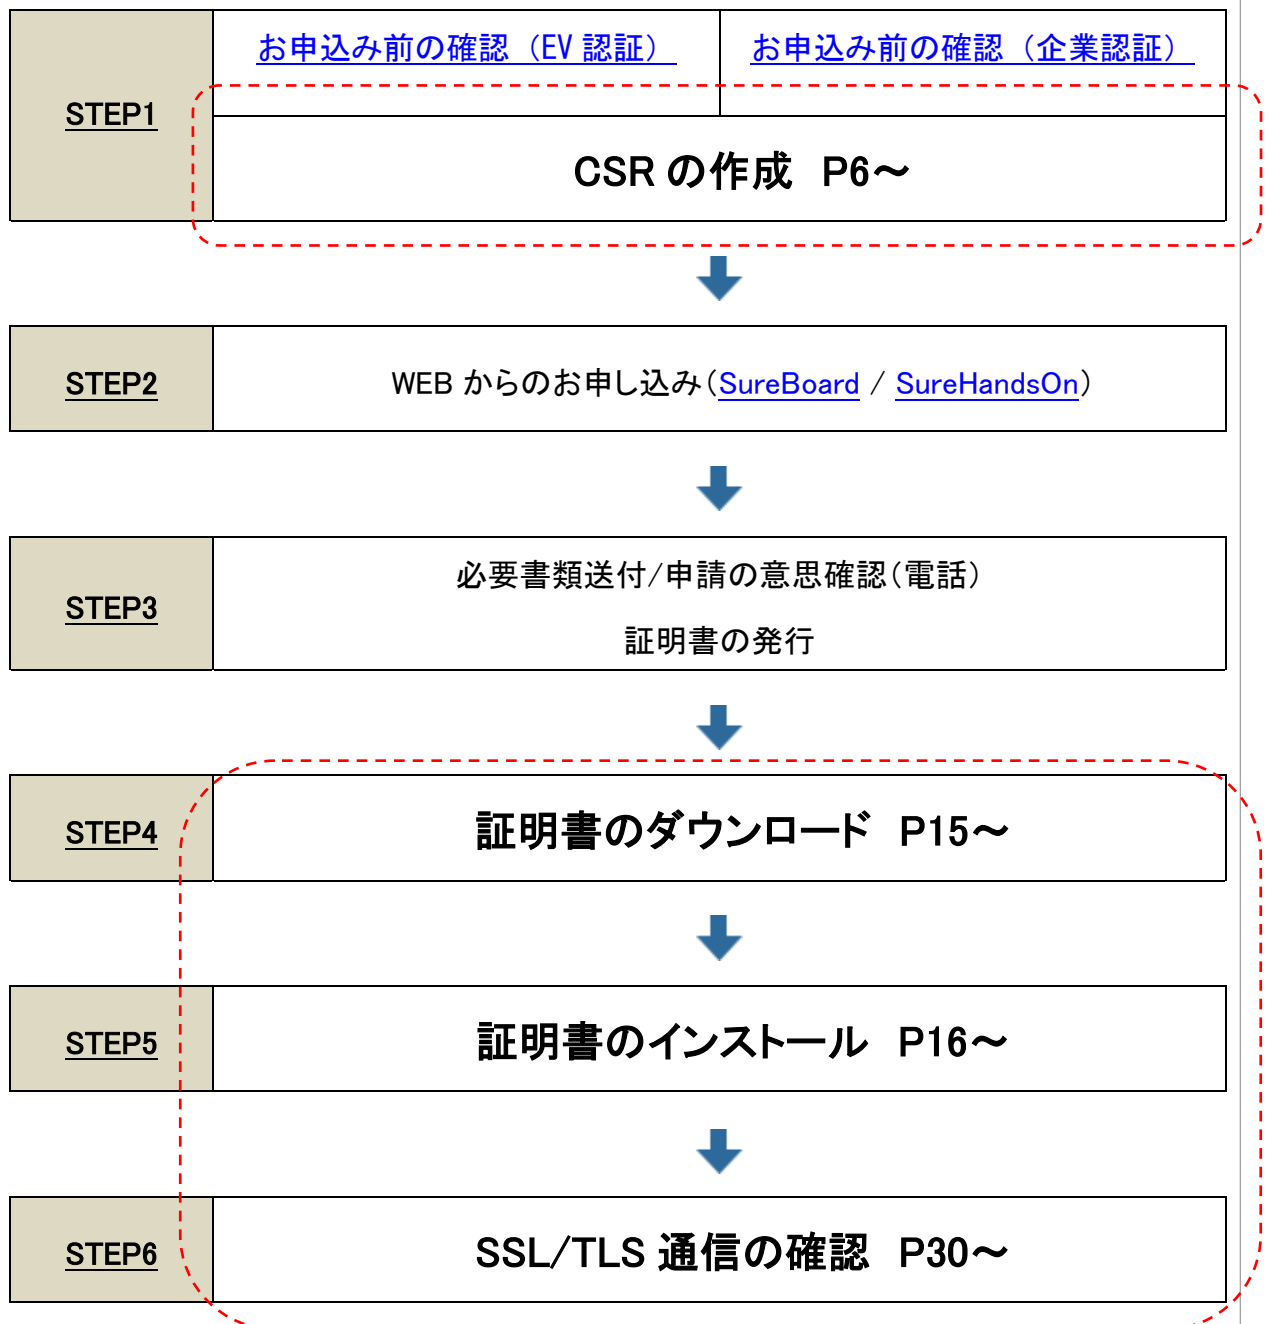 お申込み前の確認（EV 認証）
お申込み前の確認（企業認証）
STEP1
CSR の作成 P6～
STEP2
WEB からのお申し込み（SureBoard / SureHandsOn）
STEP3
必要書類送付/申請の意思確認（電話）
証明書の発行
STEP4
証明書のダウンロード P15～
STEP5
証明書のインストール P16～
STEP6
SSL/TLS 通信の確認 P30～